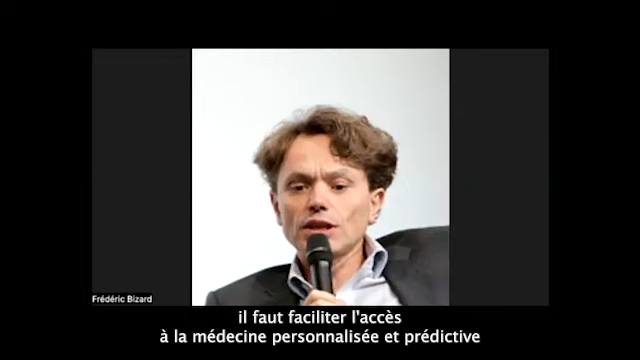 Frédéric Bizard
il faut faciliter l'accès
à la médecine personnalisée et prédictive